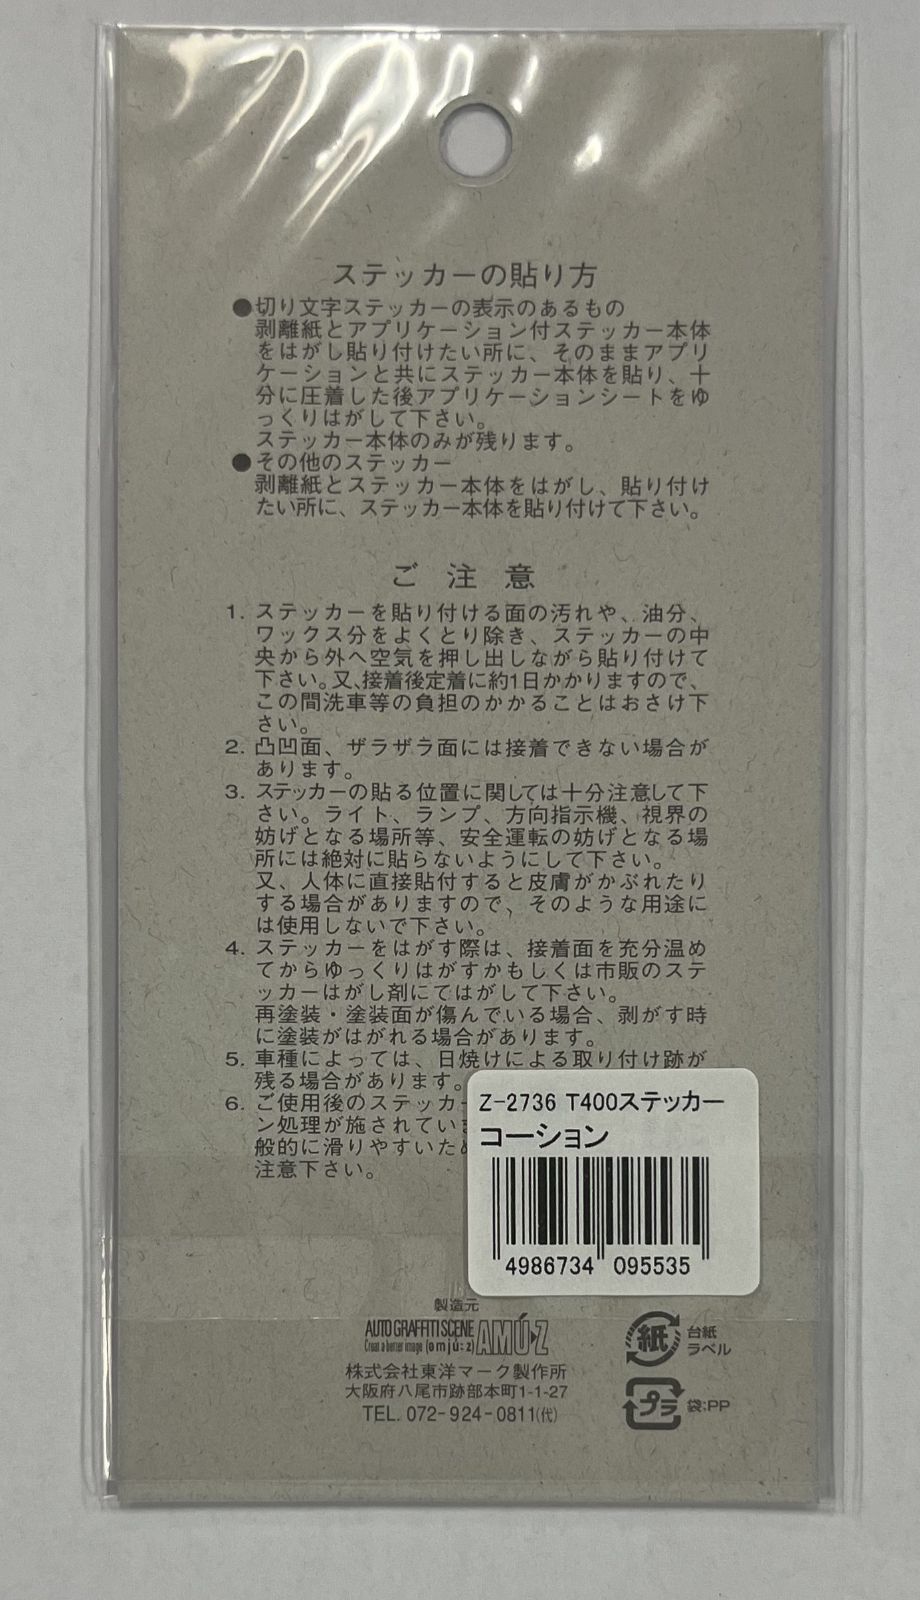 ステッカーの貼り方
●切り文字ステッカーの表示のあるもの
剥離紙とアプリケーション付ステッカー本体
をはがし貼り付けたい所に、そのままアプリ
ケーションと共にステッカー本体を貼り、十
分に圧着した後アプリケーションシートをゆ
っくりはがして下さい。
ステッカー本体のみが残ります。
●その他のステッカー
剥離紙とステッカー本体をはがし、貼り付け
たい所に、ステッカー本体を貼り付けて下さい。
ご 注 意
1. ステッカーを貼り付ける面の汚れや、油分、
ワックス分をよくとり除き、ステッカーの中
央から外へ空気を押し出しながら貼り付けて
下さい。又、接着後定着に約1日かかりますので、
この間洗車等の負担のかかることはおさけ下
さい。
2. 凸凹面、ザラザラ面には接着できない場合が
あります。
3. ステッカーの貼る位置に関しては十分注意して下
さい。ライト、ランプ、方向指示機、視界の
妨げとなる場所等、安全運転の妨げとなる場
所には絶対に貼らないようにして下さい。
又、人体に直接貼付すると皮膚がかぶれたり
する場合がありますので、そのような用途に
は使用しないで下さい。
4. ステッカーをはがす際は、接着面を充分温め
てからゆっくりはがすかもしくは市販のステ
ッカーはがし剤にてはがして下さい。
再塗装・塗装面が傷んでいる場合、剥がす時
に塗装がはがれる場合があります。
5. 車種によっては、日焼けによる取り付け跡が
残る場合があります。
6. ご使用後のステッカ
ン処理が施されてい
般的に滑りやすいた
注意下さい。
Z-2736 T400ステッカー
コーション
4986734 095535
製造元
AUTO GRAFFITI SCENE
Creat a better image [əmjú:z]
AMÚZ
株式会社東洋マーク製作所
大阪府八尾市跡部本町1-1-27
TEL. 072-924-0811(代)
紙
台紙
ラベル
プラ
袋:PP